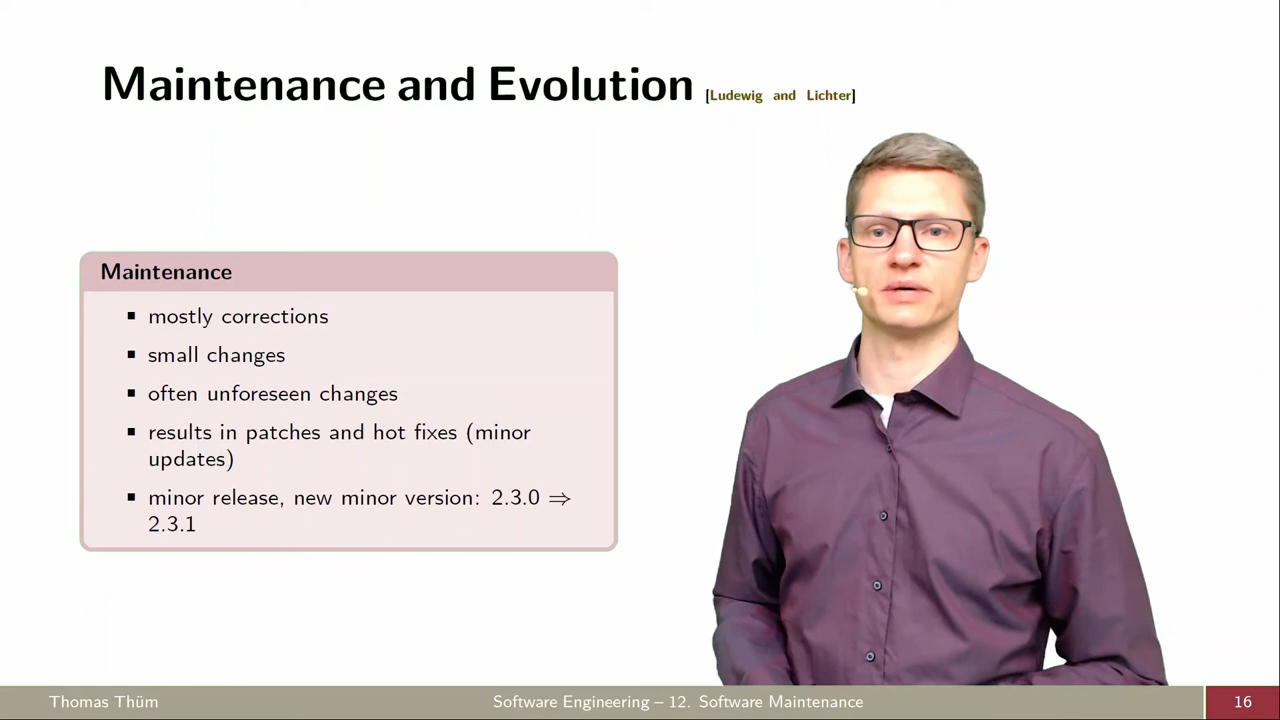 Maintenance and Evolution [Ludewig and Lichter]
Maintenance
▪ mostly corrections
▪ small changes
▪ often unforeseen changes
▪ results in patches and hot fixes (minor
updates)
▪ minor release, new minor version: 2.3.0 ⇒
2.3.1
Thomas Thüm
Software Engineering – 12. Software Maintenance
16